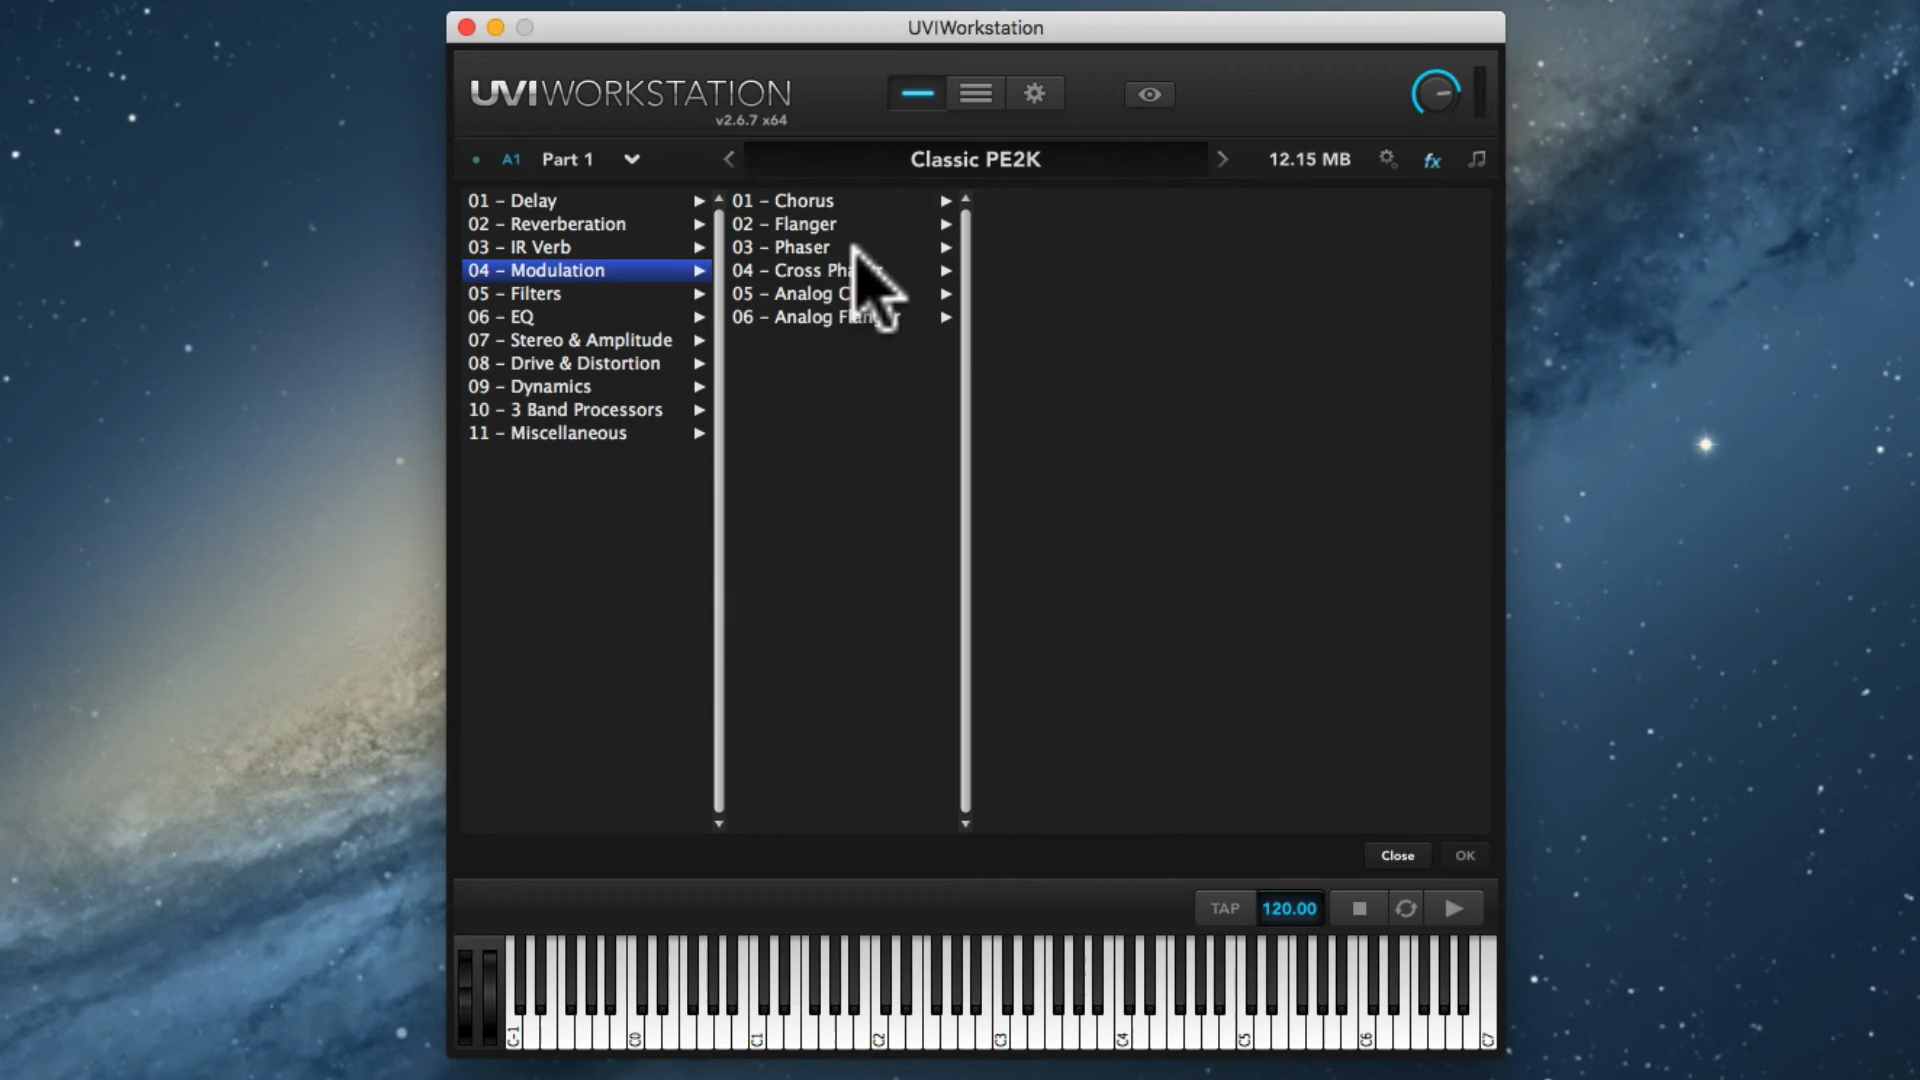 UVIWorkstation
UVIWORKSTATION
v2.6.7 x64
A1 Part 1 Classic PE2K 12.15 MB fx
01 – Delay
02 – Reverberation
03 – IR Verb
04 – Modulation
05 – Filters
06 – EQ
07 – Stereo & Amplitude
08 – Drive & Distortion
09 – Dynamics
10 – 3 Band Processors
11 – Miscellaneous
01 – Chorus
02 – Flanger
03 – Phaser
04 – Cross
05 – Analog
06 – Analog
Close OK
TAP 120.00
C-1 C0 C1 C2 C3 C4 C5 C6 C7